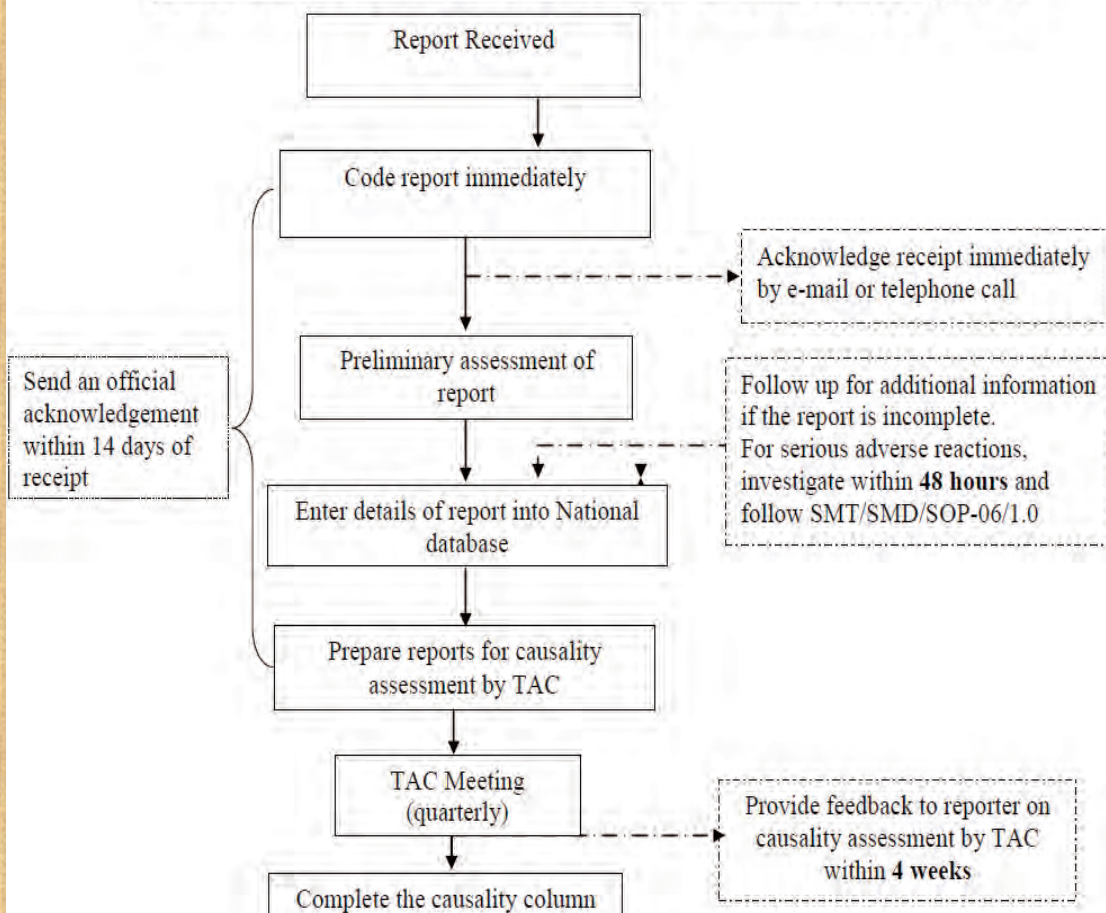 Report Received
Code report immediately
Acknowledge receipt immediately
by e-mail or telephone call
Preliminary assessment of
report
Send an official
acknowledgement
within 14 days of
receipt
Follow up for additional information
if the report is incomplete.
For serious adverse reactions,
investigate within 48 hours and
follow SMT/SMD/SOP-06/1.0
Enter details of report into National
database
Prepare reports for causality
assessment by TAC
TAC Meeting
(quarterly)
Provide feedback to reporter on
causality assessment by TAC
within 4 weeks
Complete the causality column